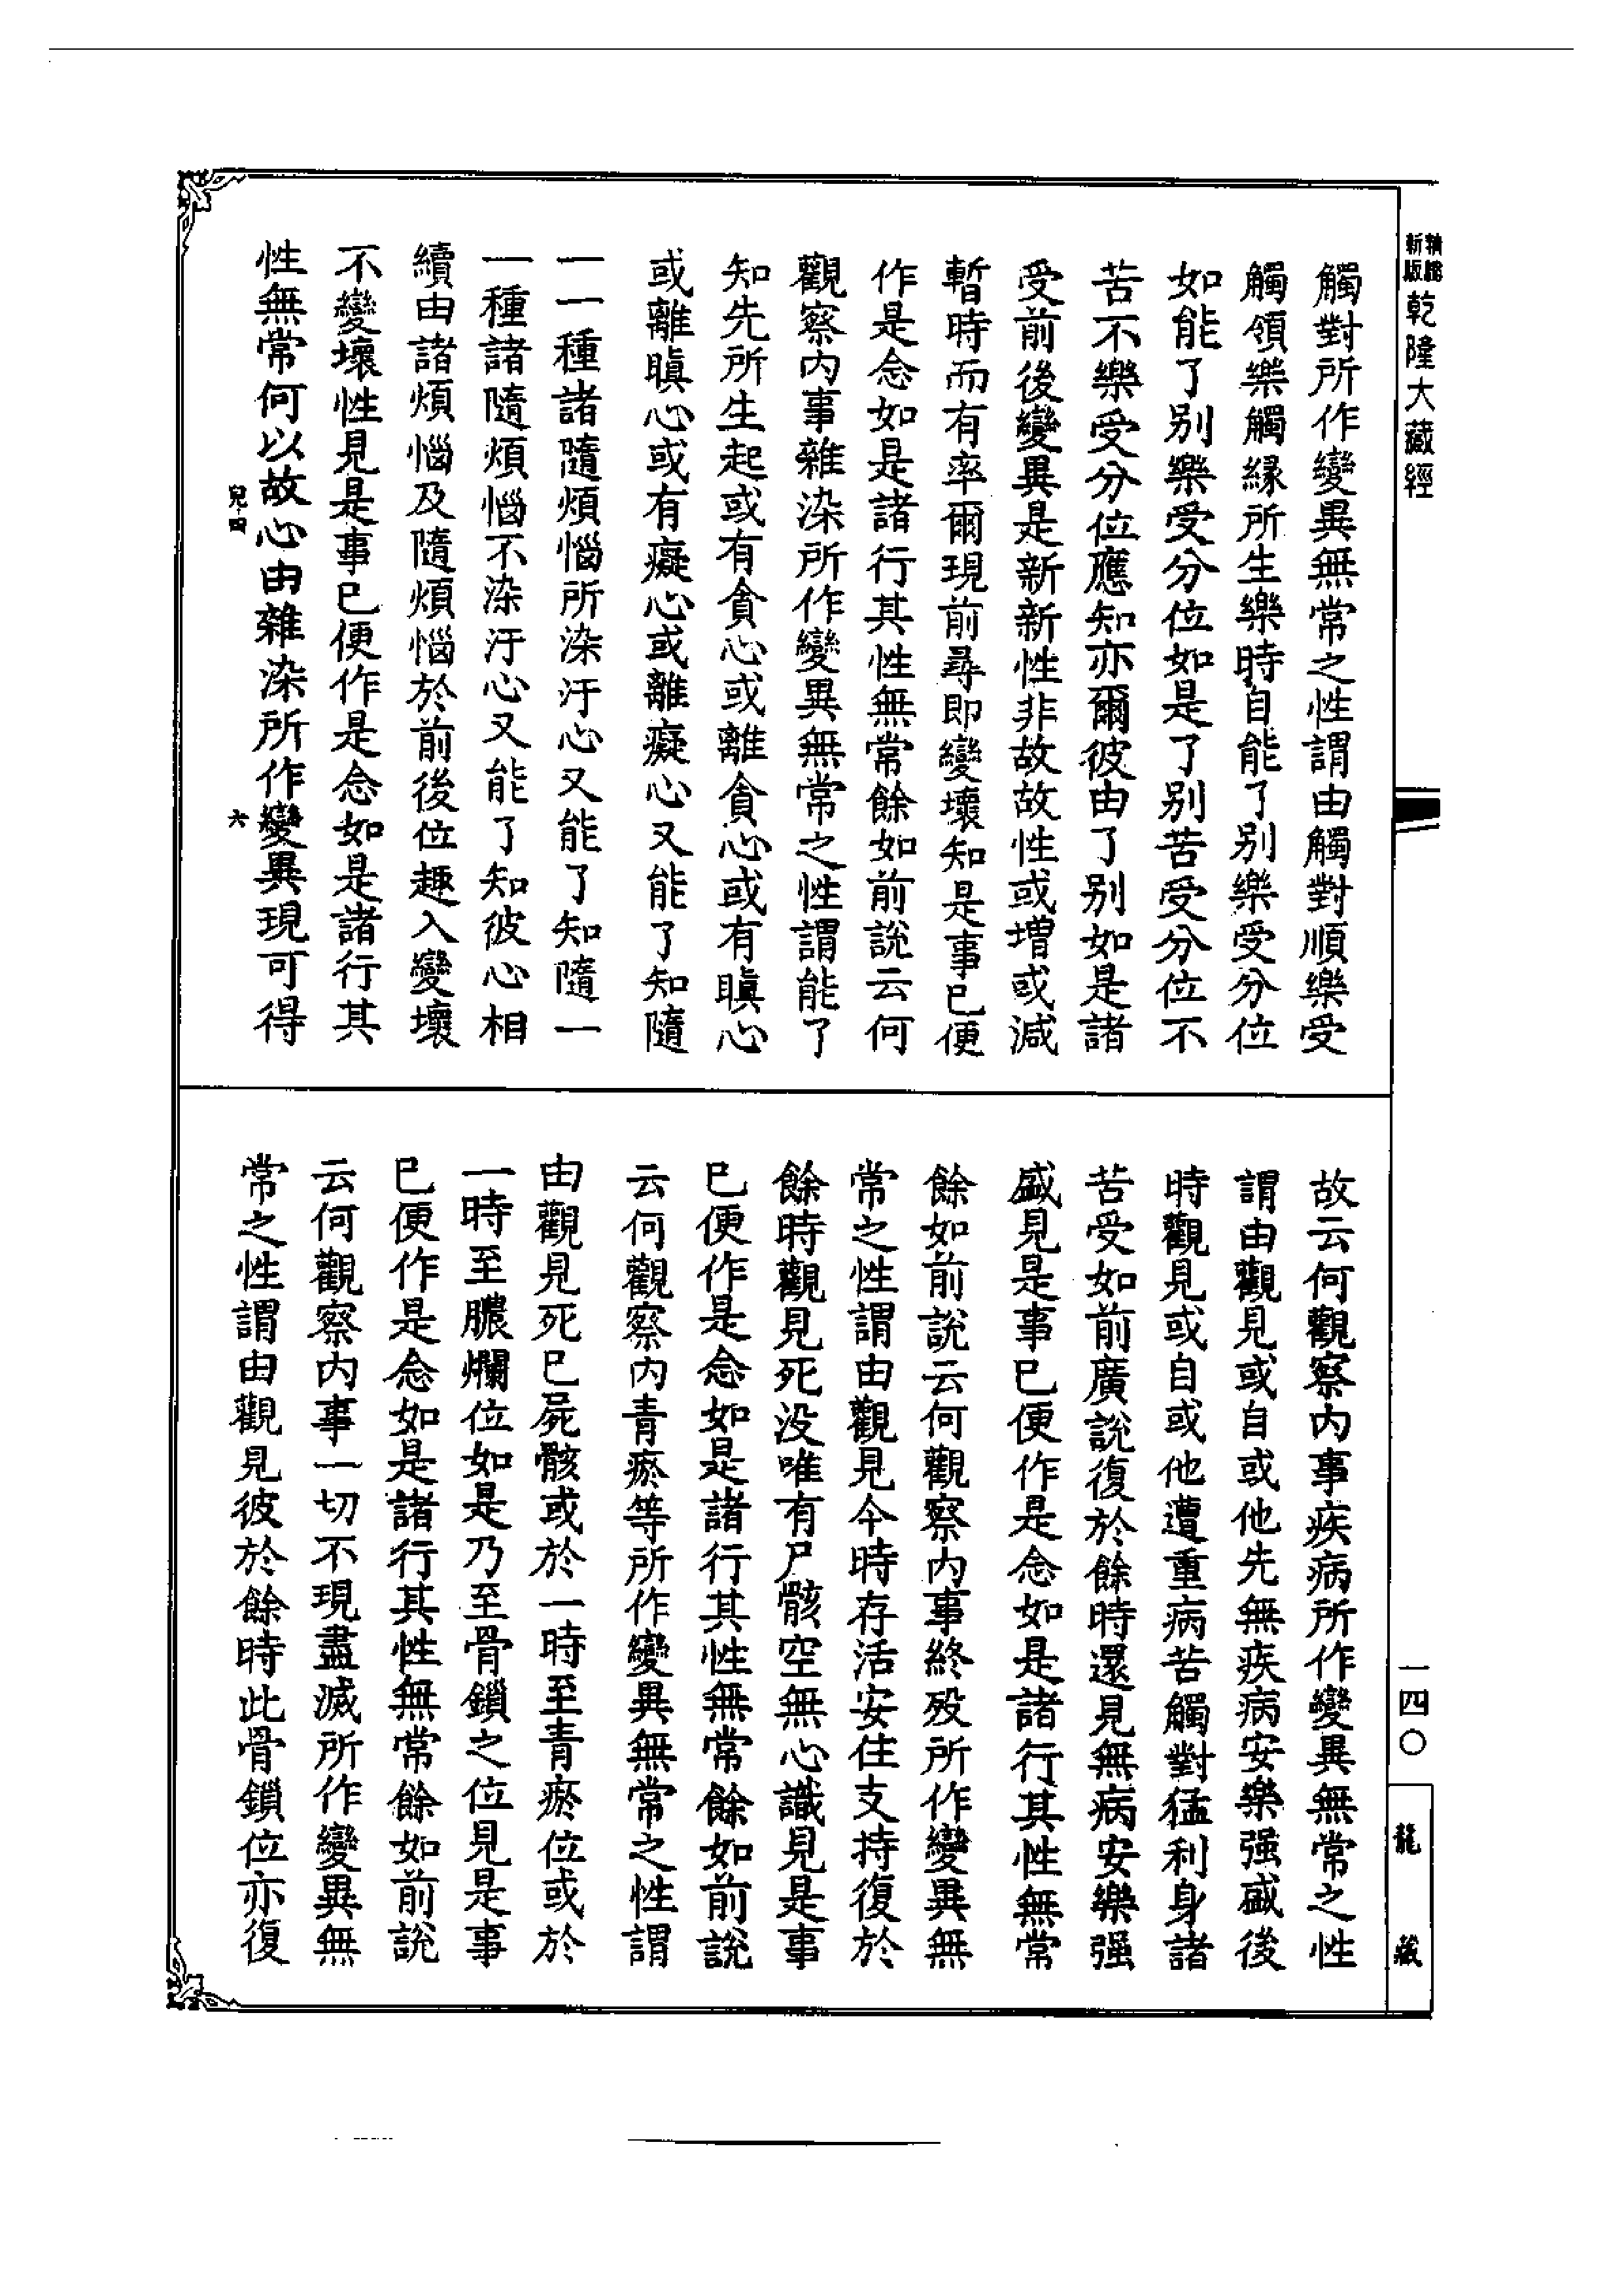 新版
精縮
乾隆大藏經
觸對所作變異無常之性謂由觸對順樂受
觸領樂觸緣所生樂時自能了別樂受分位
如能了別樂受分位如是了別苦受分位不
苦不樂受分位應知亦爾彼由了別如是諸
受前後變異是新新性非故故性或增或減
暫時而有率爾現前尋即變壞知是事已便
作是念如是諸行其性無常餘如前說云何
觀察內事雜染所作變異無常之性謂能了
知先所生起或有貪心或離貪心或有瞋心
或離瞋心或有癡心或離癡心又能了知隨
一一種諸隨煩惱所染汙心又能了知隨一
一種諸隨煩惱不染汙心又能了知彼心相
續由諸煩惱及隨煩惱於前後位趣入變壞
不變壞性見是事已便作是念如是諸行其
性無常何以故心由雜染所作變異現可得
兒四
六
故云何觀察內事疾病所作變異無常之性
謂由觀見或自或他先無疾病安樂强盛後
時觀見或自或他遭重病苦觸對猛利身諸
苦受如前廣說復於餘時還見無病安樂强
盛見是事已便作是念如是諸行其性無常
餘如前說云何觀察內事終歿所作變異無
常之性謂由觀見今時存活安住支持復於
餘時觀見死沒唯有尸骸空無心識見是事
已便作是念如是諸行其性無常餘如前說
云何觀察內青瘀等所作變異無常之性謂
由觀見死已屍骸或於一時至青瘀位或於
一時至膿爛位如是乃至骨鎖之位見是事
已便作是念如是諸行其性無常餘如前說
云何觀察內事一切不現盡滅所作變異無
常之性謂由觀見彼於餘時此骨鎖位亦復
一四〇
龍藏